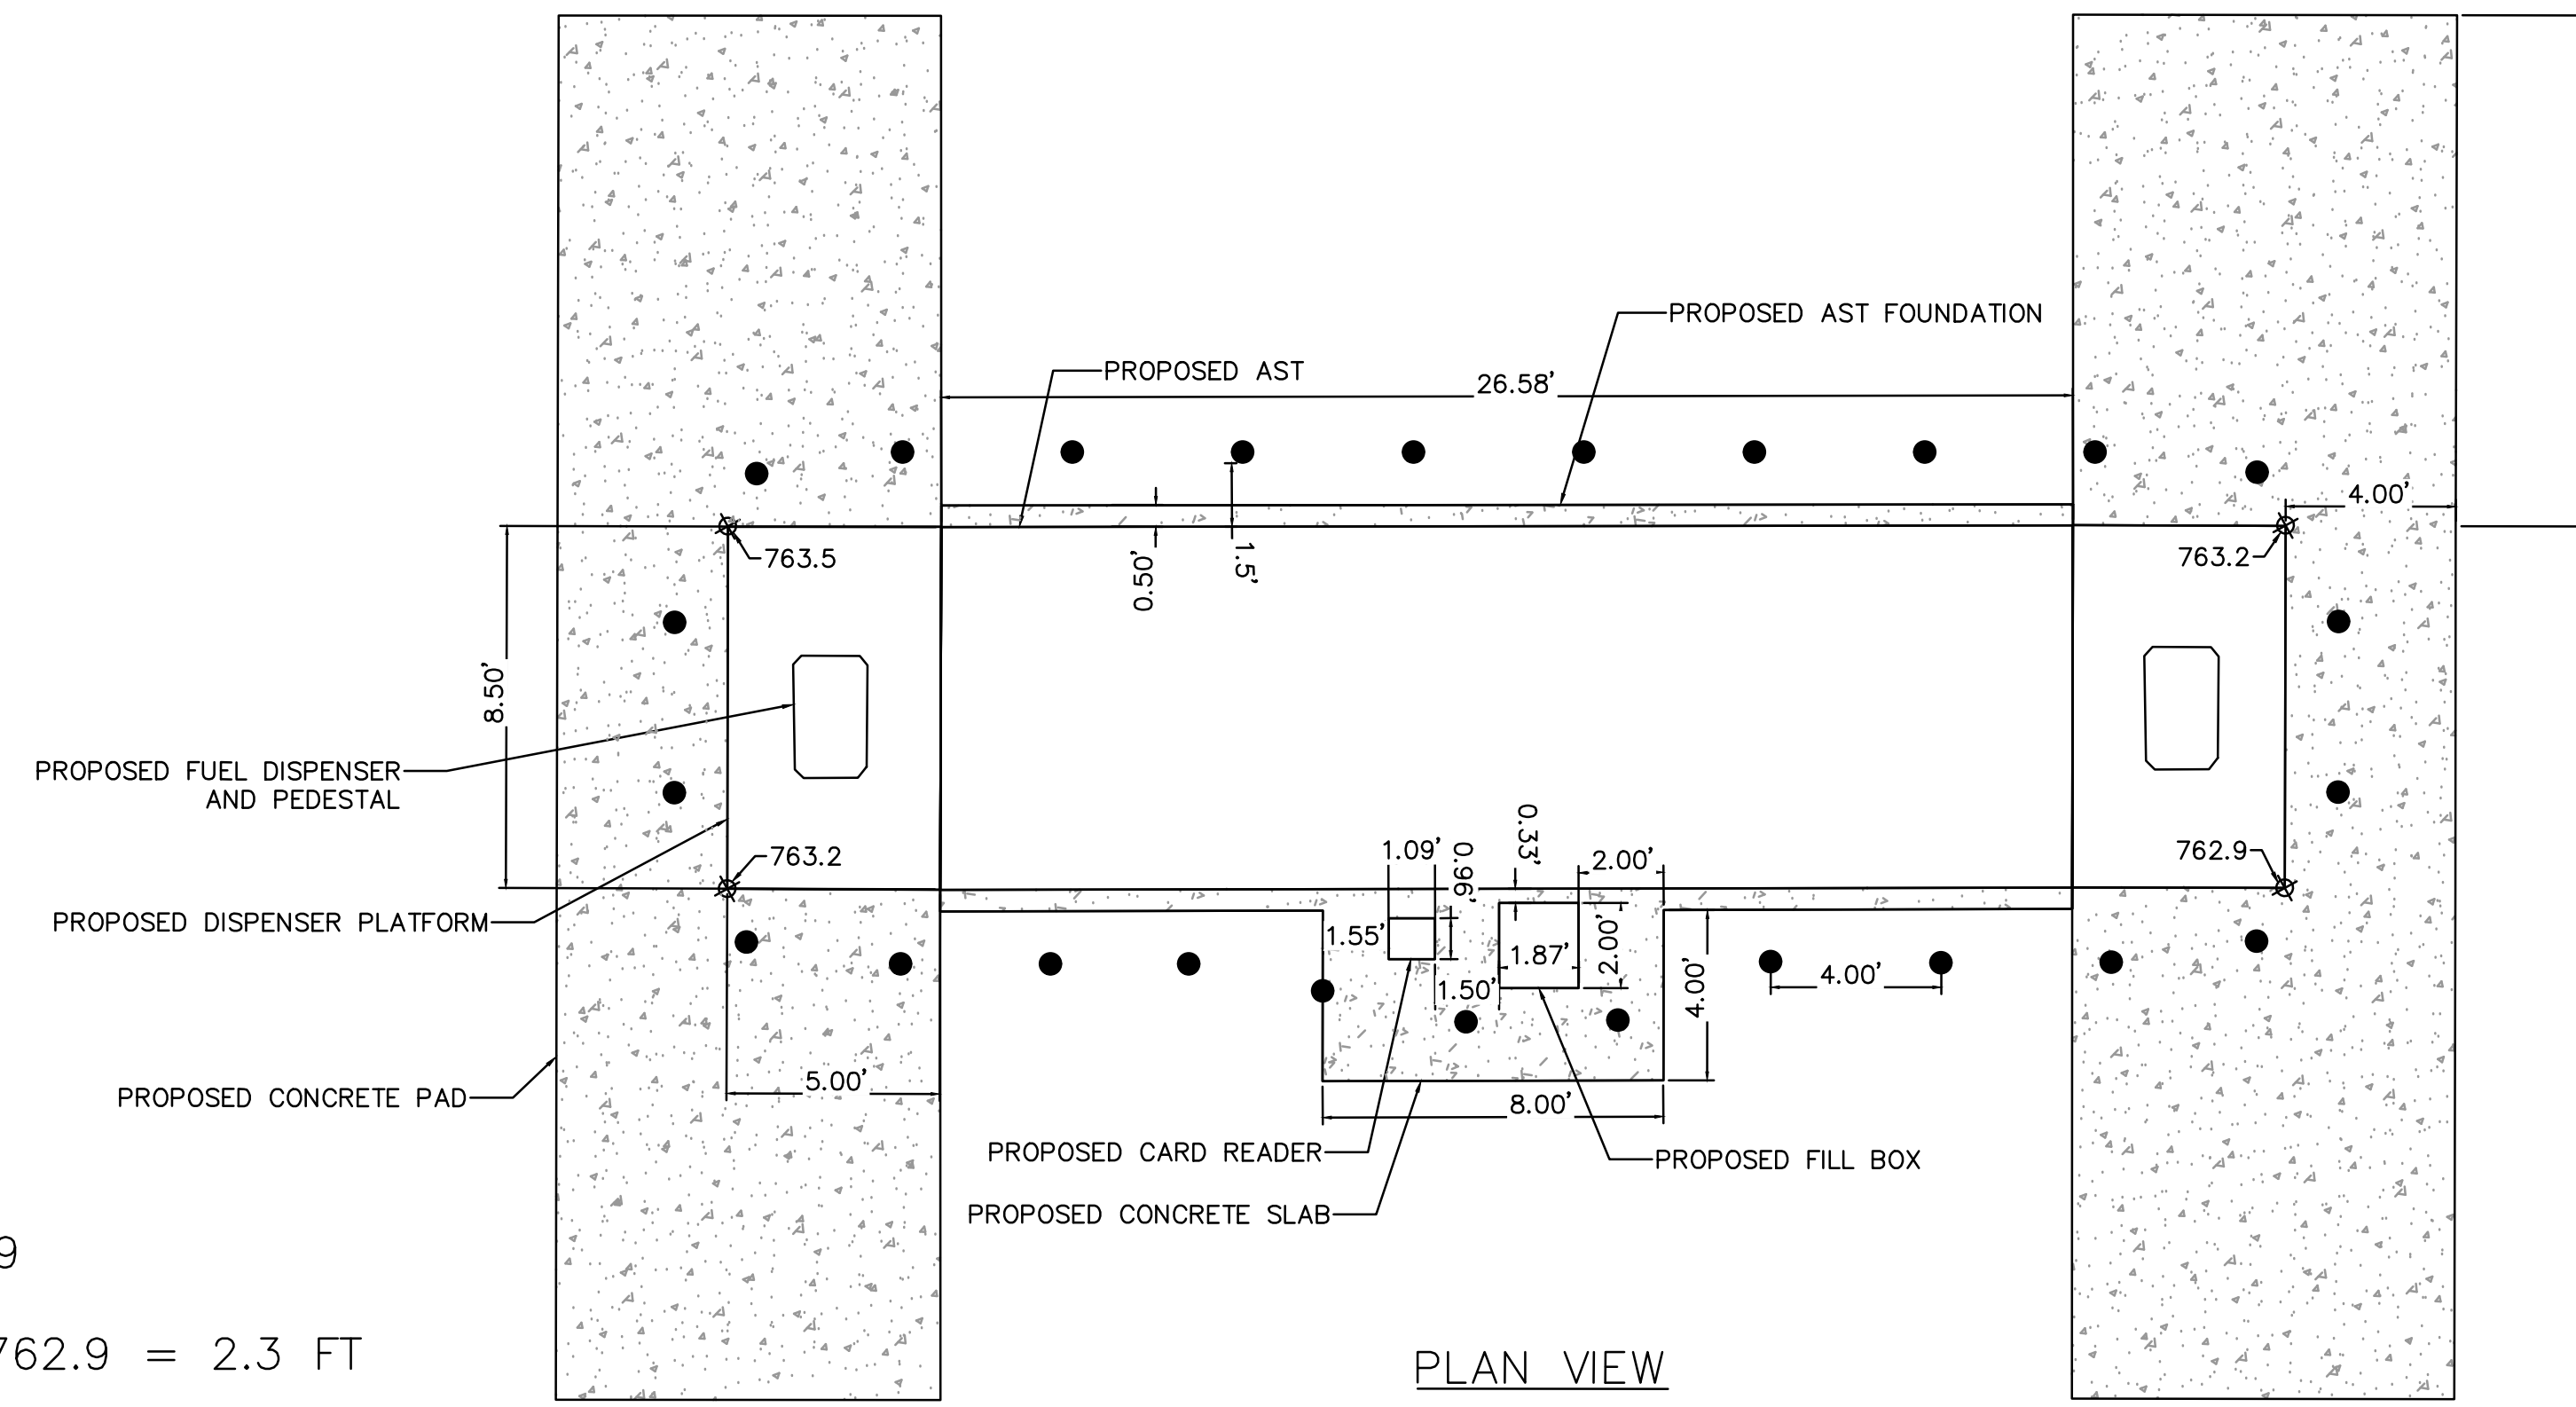 PROPOSED AST FOUNDATION
PROPOSED AST
26.58'
4.00'
763.5
763.2
0.50'
1.5'
8.50'
PROPOSED FUEL DISPENSER
AND PEDESTAL
763.2
762.9
1.09'
0.96'
0.33'
2.00'
PROPOSED DISPENSER PLATFORM
1.55'
1.87'
2.00'
1.50'
4.00'
4.00'
5.00'
PROPOSED CONCRETE PAD
8.00'
PROPOSED CARD READER
PROPOSED FILL BOX
PROPOSED CONCRETE SLAB
9
762.9 = 2.3 FT
PLAN VIEW